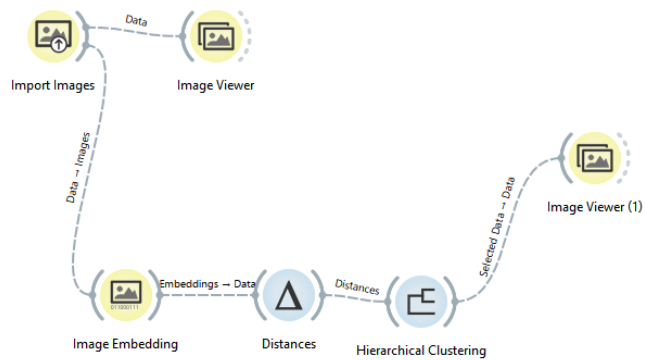 Data
Import Images
Image Viewer
Data → Images
Image Viewer (1)
Selected Data → Data
Embeddings → Data
Distances
Image Embedding
Distances
Hierarchical Clustering